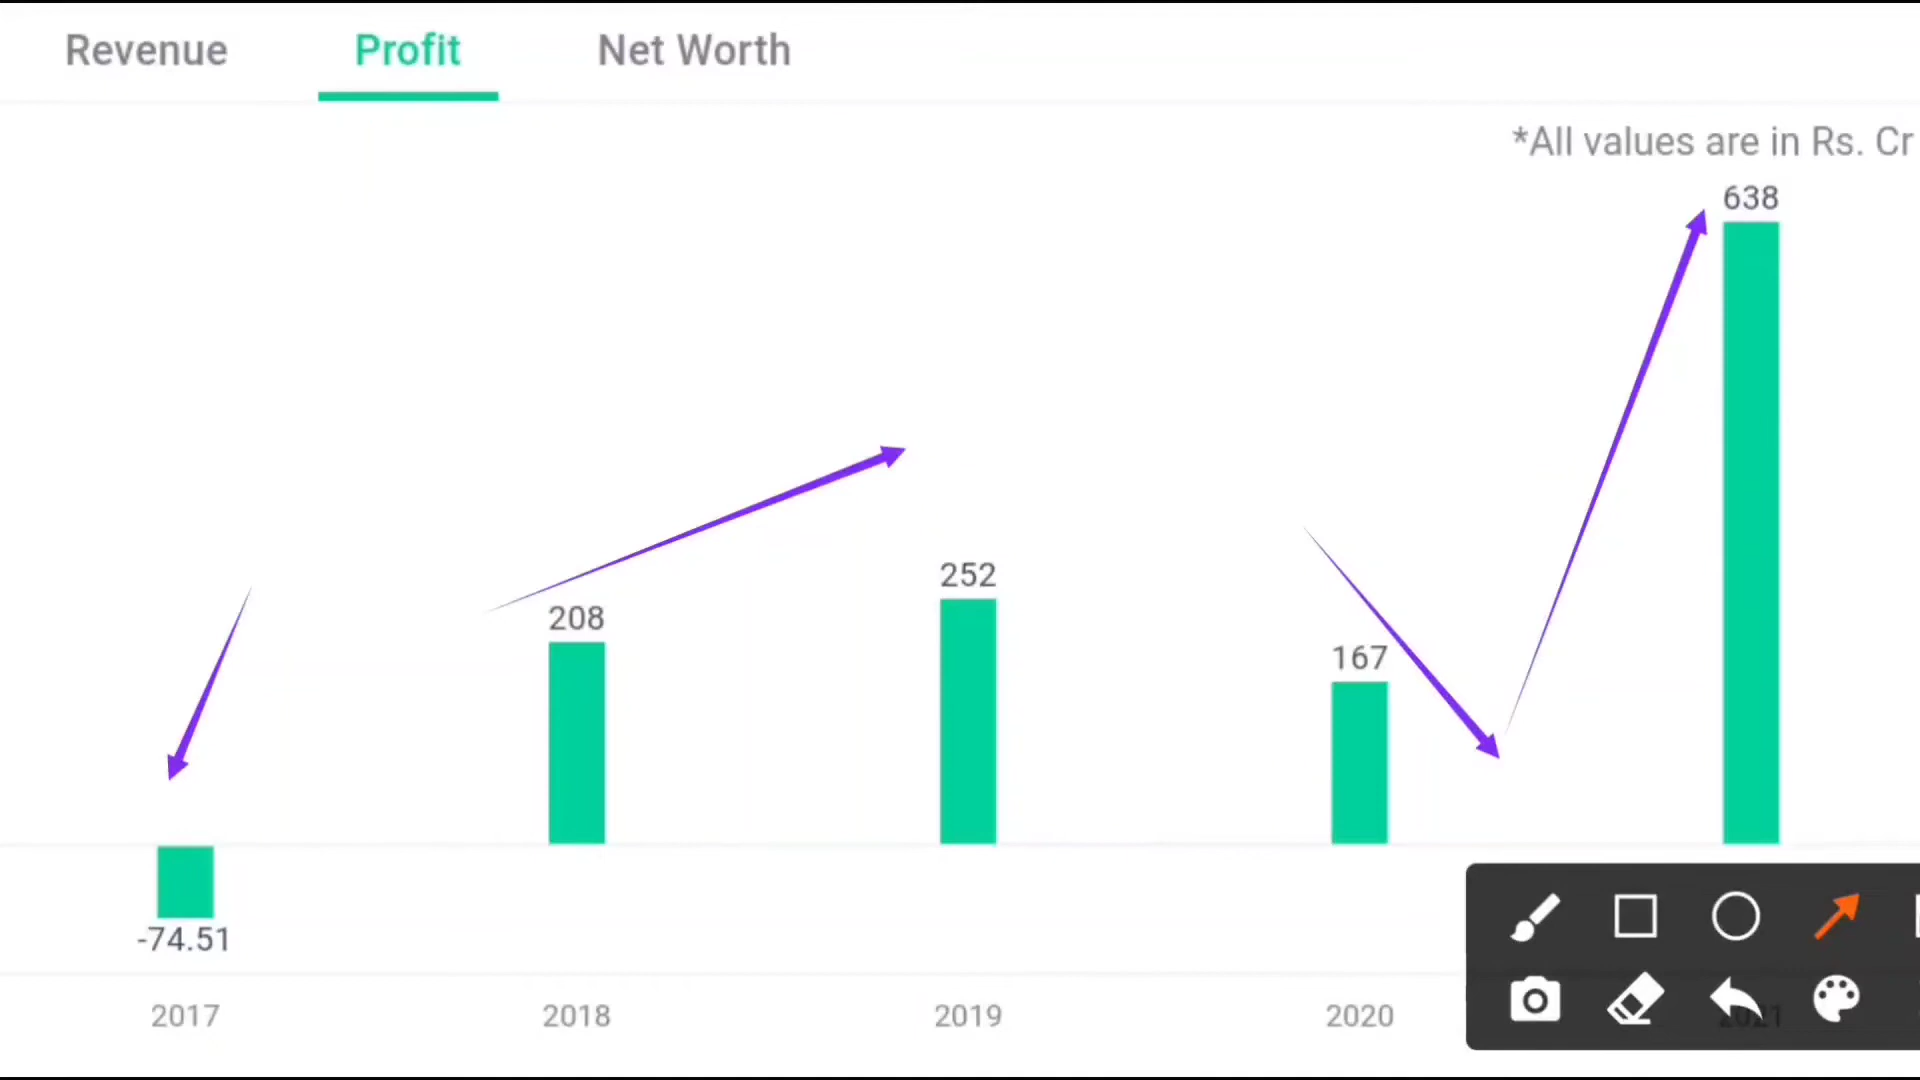 Revenue Profit Net Worth
*All values are in Rs. Cr
638
252
208
167
-74.51
2017 2018 2019 2020 2021